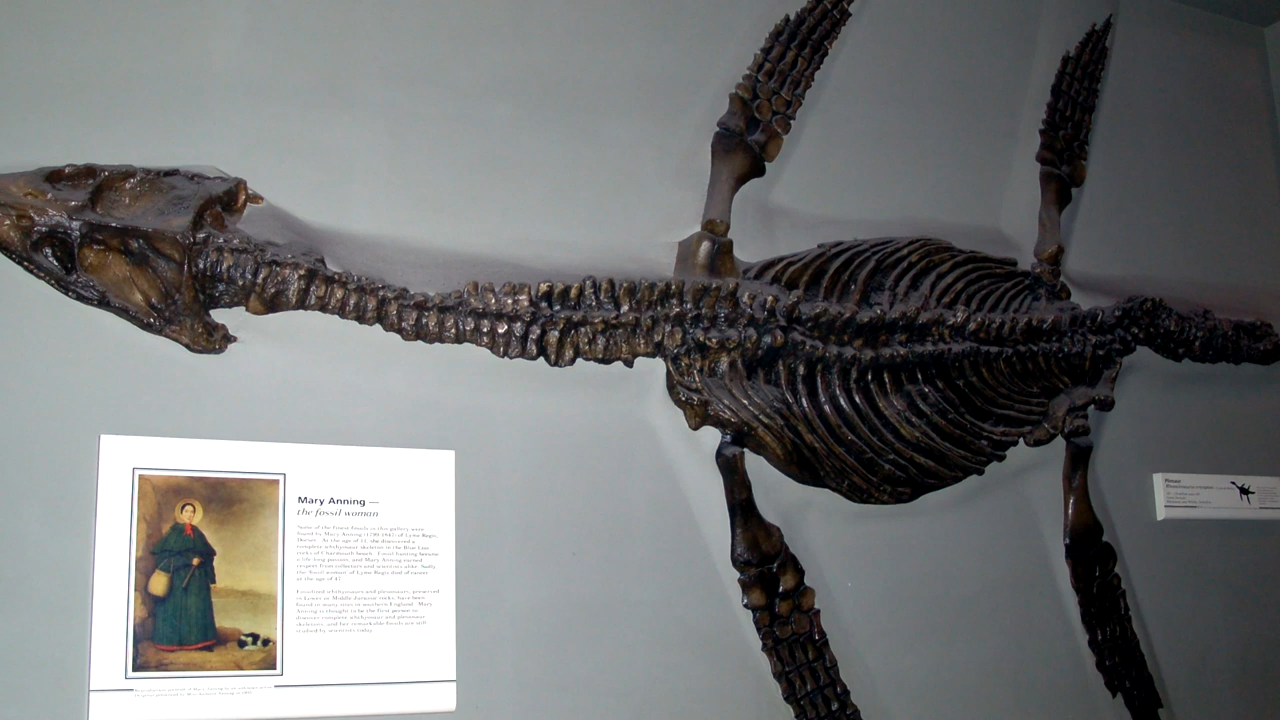 Mary Anning —
the fossil woman
Some of the finest fossils in this gallery were
found by Mary Anning (1799-1847) of Lyme Regis,
Dorset. At the age of 11, she discovered a
complete ichthyosaur skeleton in the Blue Lias
rocks of Charmouth beach. Fossil hunting became
a life-long passion, and Mary Anning earned
respect from collectors and scientists alike. Sadly
the 'fossil woman' of Lyme Regis died of cancer
at the age of 47.
Fossilised ichthyosaurs and plesiosaurs, preserved
in Lower or Middle Jurassic rocks, have been
found in many sites in southern England. Mary
Anning is thought to be the first person to
discover complete ichthyosaur and plesiosaur
skeletons, and her remarkable fossils are still
studied by scientists today.